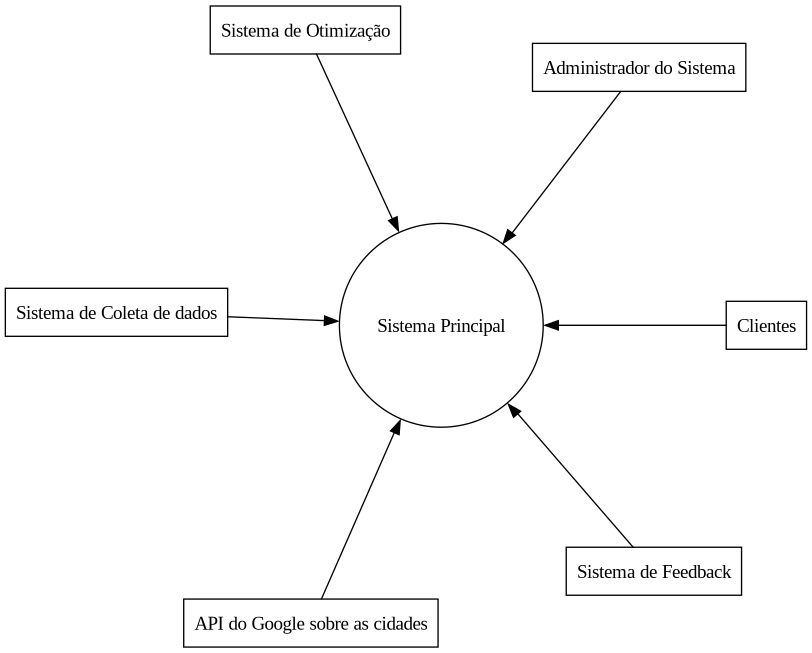 Sistema de Otimização
Administrador do Sistema
Sistema de Coleta de dados
Sistema Principal
Clientes
Sistema de Feedback
API do Google sobre as cidades